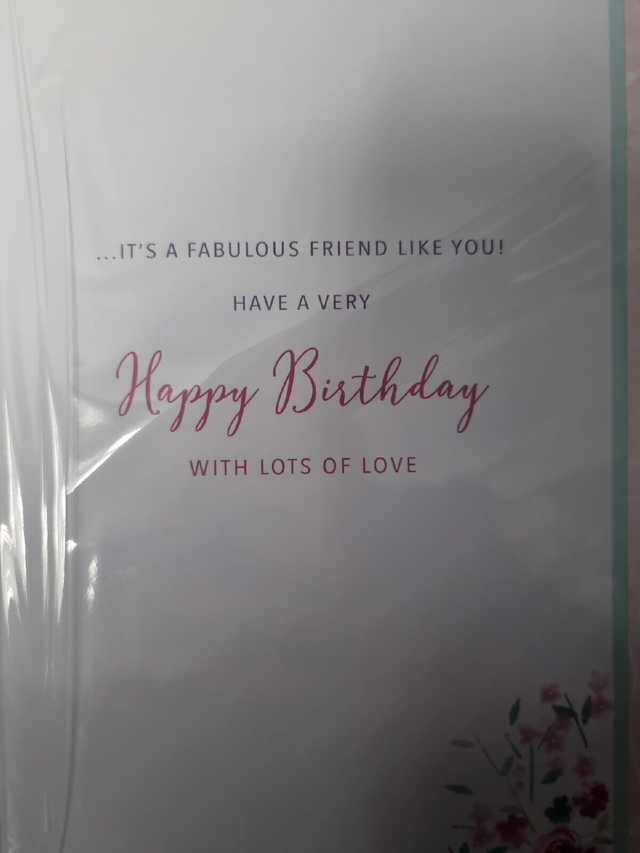 ...IT'S A FABULOUS FRIEND LIKE YOU!
HAVE A VERY
Happy Birthday
WITH LOTS OF LOVE